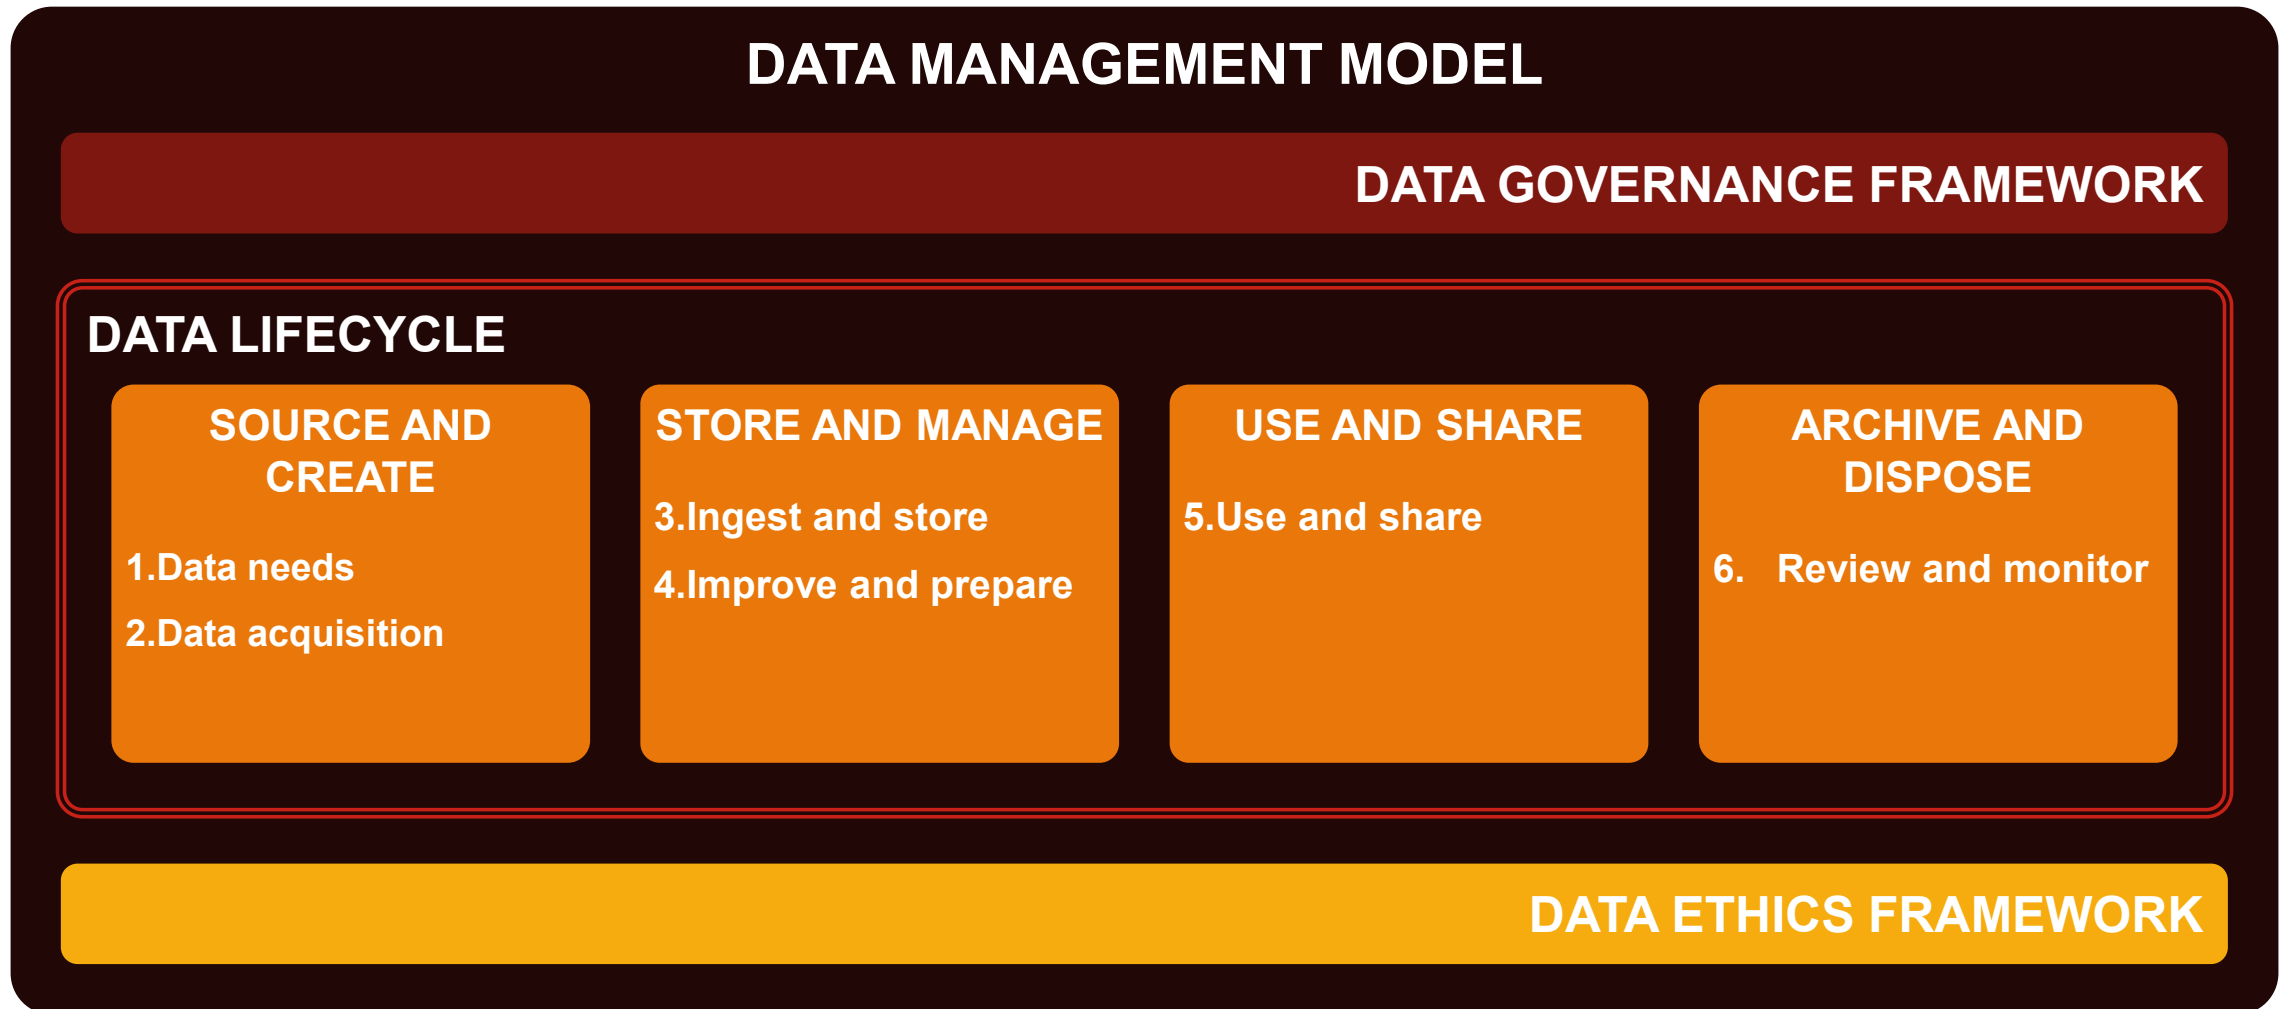 DATA MANAGEMENT MODEL
DATA GOVERNANCE FRAMEWORK
DATA LIFECYCLE
SOURCE AND
CREATE
1.Data needs
2.Data acquisition
STORE AND MANAGE
3.Ingest and store
4.Improve and prepare
USE AND SHARE
5.Use and share
ARCHIVE AND
DISPOSE
6. Review and monitor
DATA ETHICS FRAMEWORK